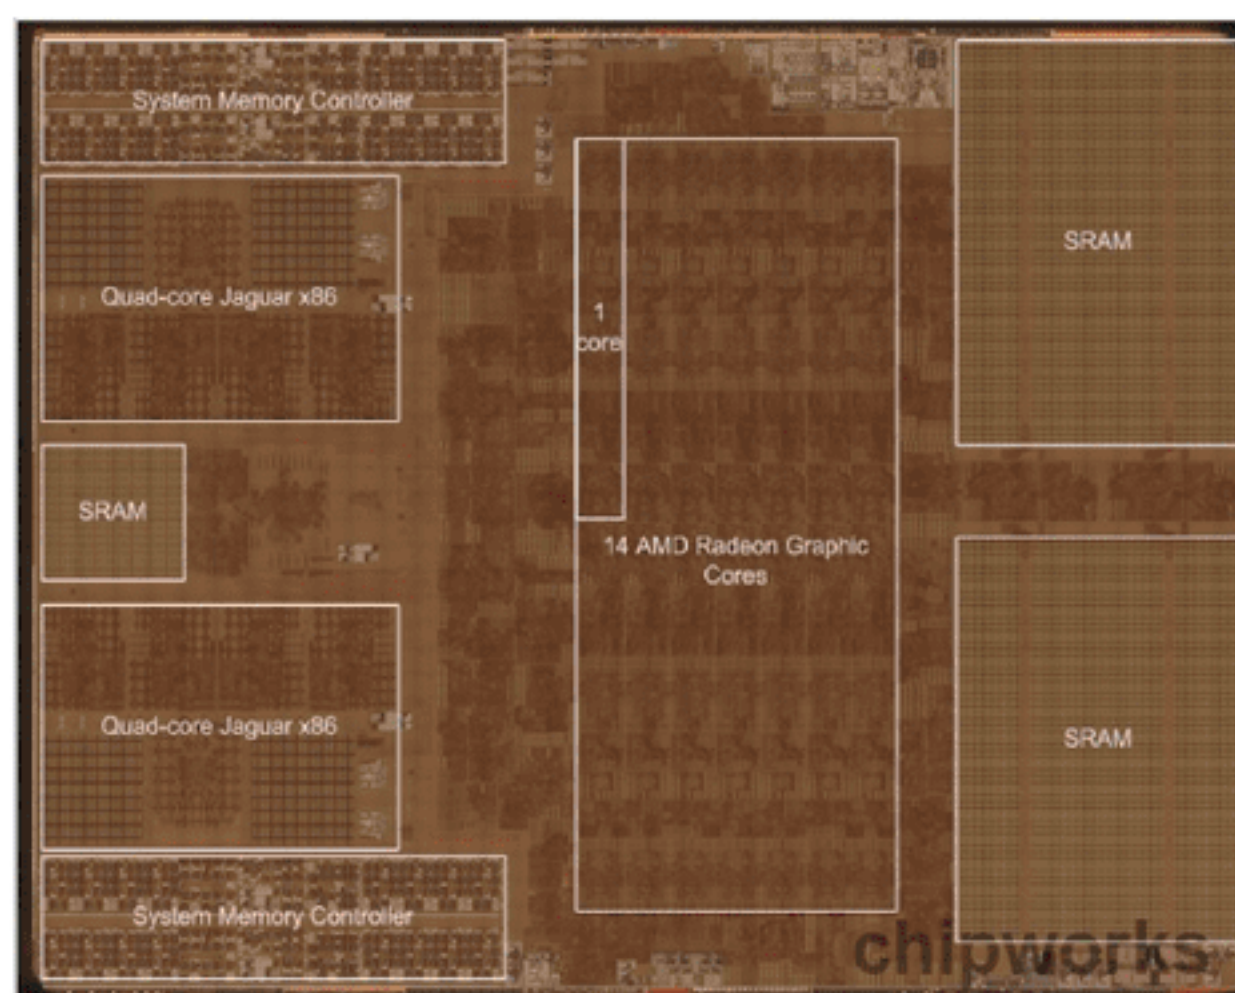 System Memory Controller
Quad-core Jaguar x86
SRAM
Quad-core Jaguar x86
System Memory Controller
1
core
14 AMD Radeon Graphic
Cores
SRAM
SRAM
chipworks